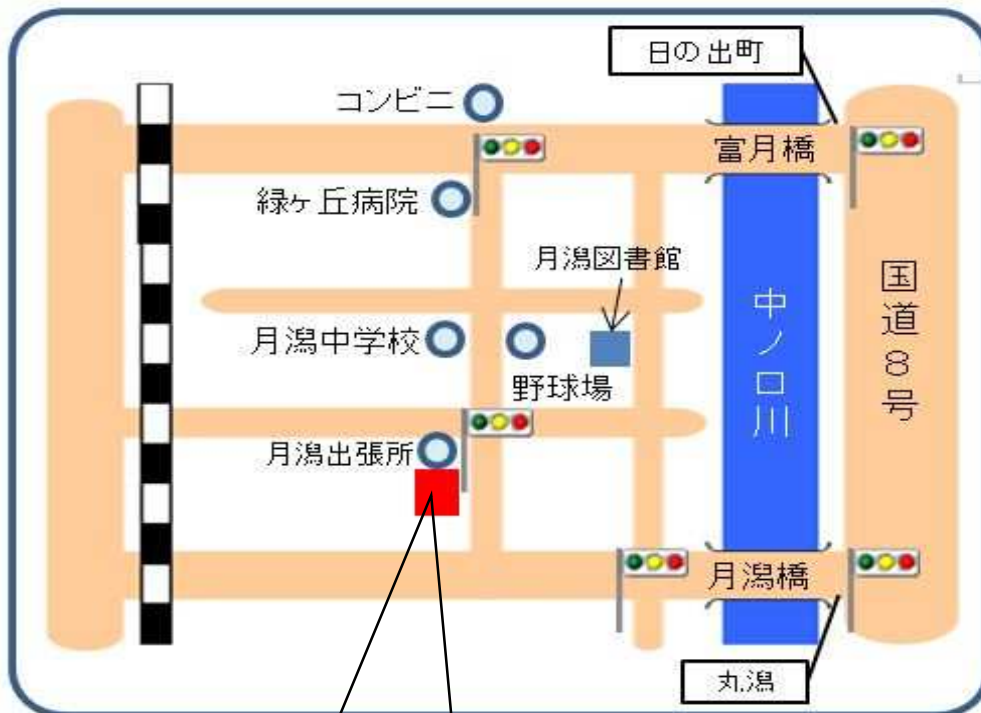 日の出町
コンビニ
富月橋
緑ヶ丘病院
月潟図書館
国道8号
中ノ口川
月潟中学校
野球場
月潟出張所
月潟橋
丸潟